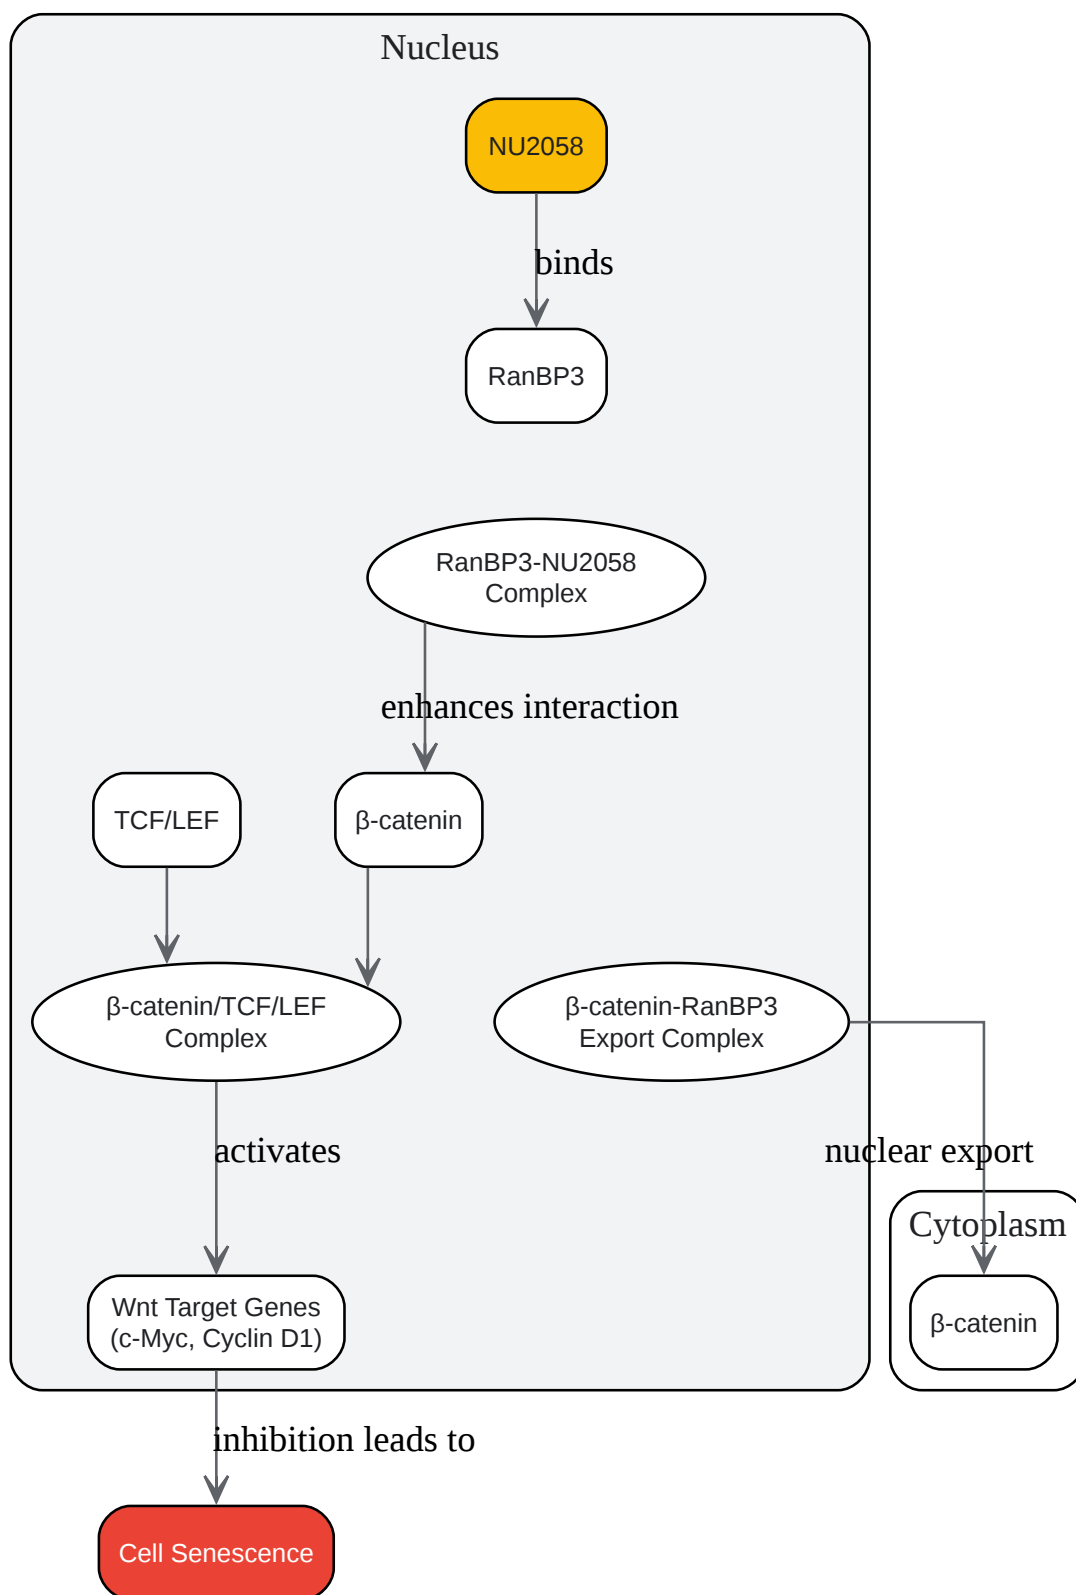 Nucleus
NU2058
binds
RanBP3
RanBP3-NU2058
Complex
enhances interaction
TCF/LEF
β-catenin
β-catenin/TCF/LEF
Complex
β-catenin-RanBP3
Export Complex
activates
nuclear export
Cytoplasm
Wnt Target Genes
(c-Myc, Cyclin D1)
β-catenin
inhibition leads to
Cell Senescence